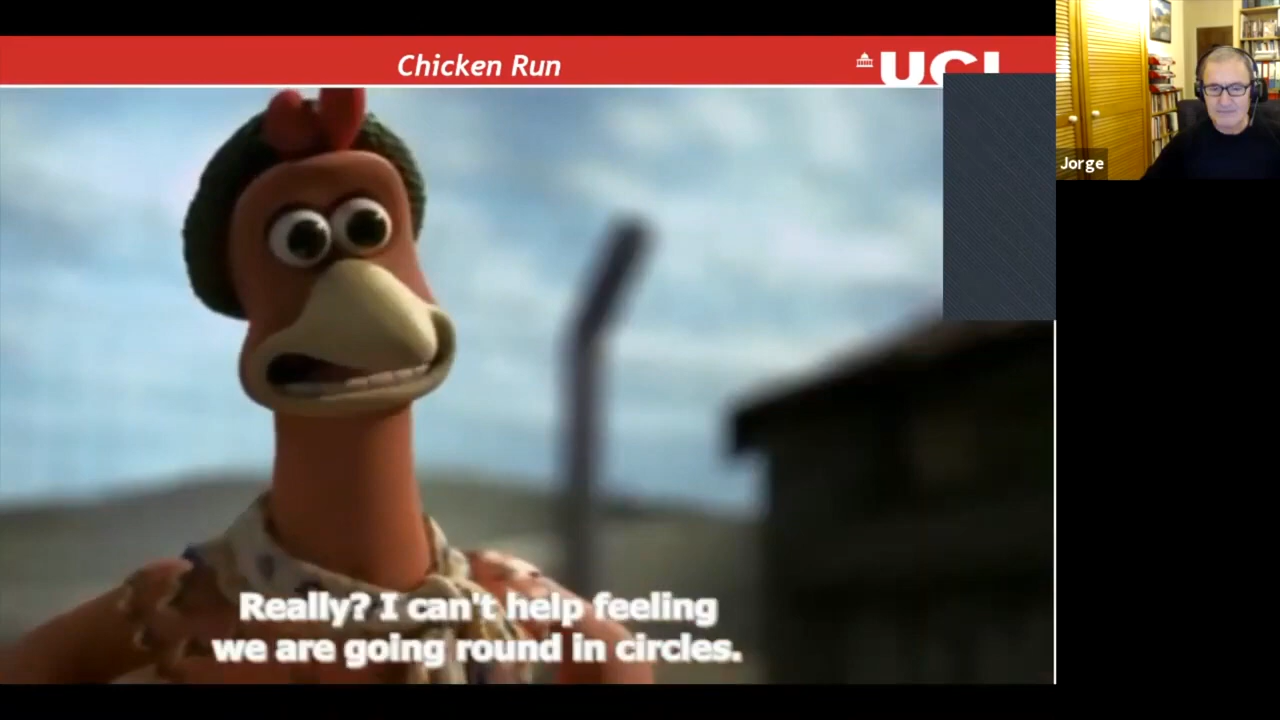 Chicken Run
UCL
Jorge
Really? I can't help feeling
we are going round in circles.